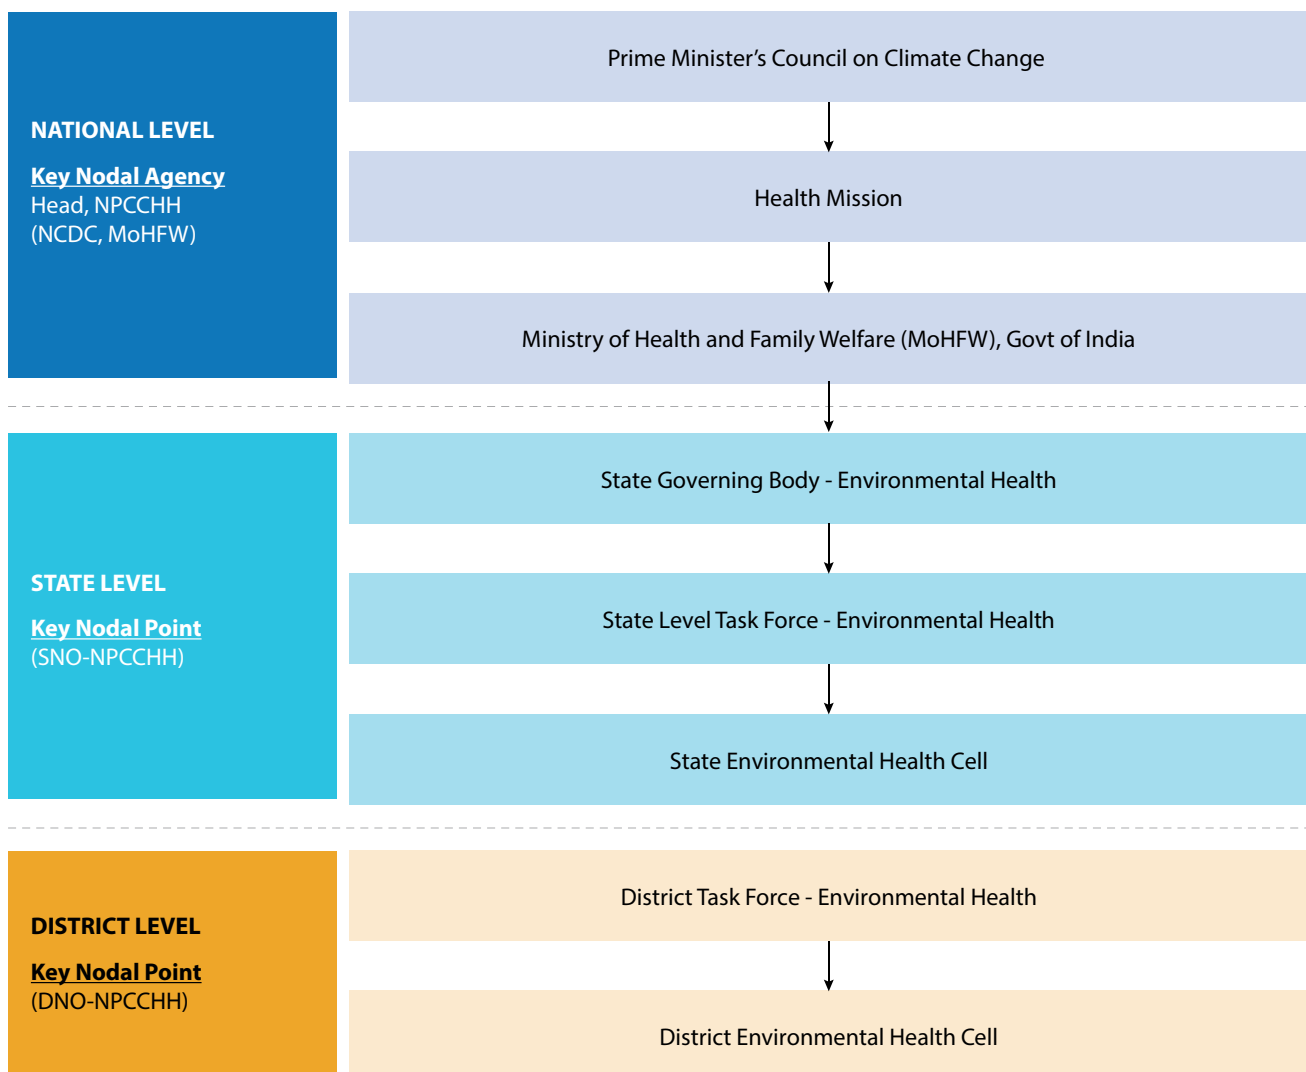 NATIONAL LEVEL
Key Nodal Agency
Head, NPCCHH
(NCDC, MoHFW)
Prime Minister’s Council on Climate Change
Health Mission
Ministry of Health and Family Welfare (MoHFW), Govt of India
STATE LEVEL
Key Nodal Point
(SNO-NPCCHH)
State Governing Body - Environmental Health
State Level Task Force - Environmental Health
State Environmental Health Cell
DISTRICT LEVEL
Key Nodal Point
(DNO-NPCCHH)
District Task Force - Environmental Health
District Environmental Health Cell